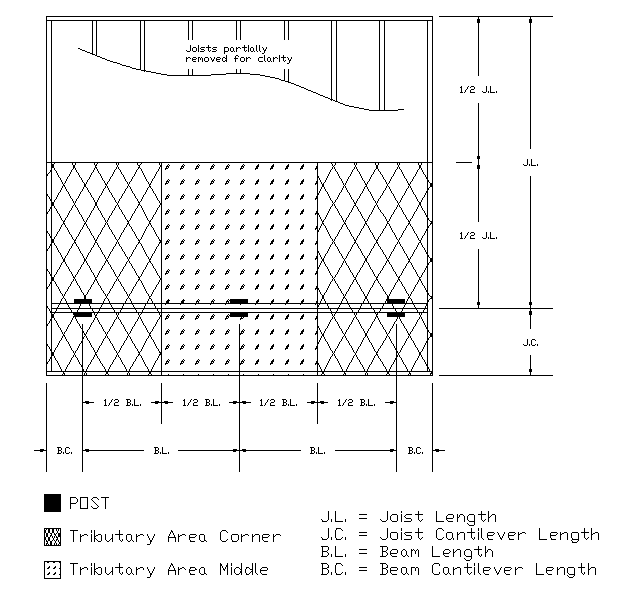 Joists partially
removed for clarity
1/2 J.L.
J.L.
1/2 J.L.
J.C.
1/2 B.L.
1/2 B.L.
1/2 B.L.
1/2 B.L.
B.C.
B.L.
B.L.
B.C.
POST
Tributary Area Corner
Tributary Area Middle
J.L. = Joist Length
J.C. = Joist Cantilever Length
B.L. = Beam Length
B.C. = Beam Cantilever Length